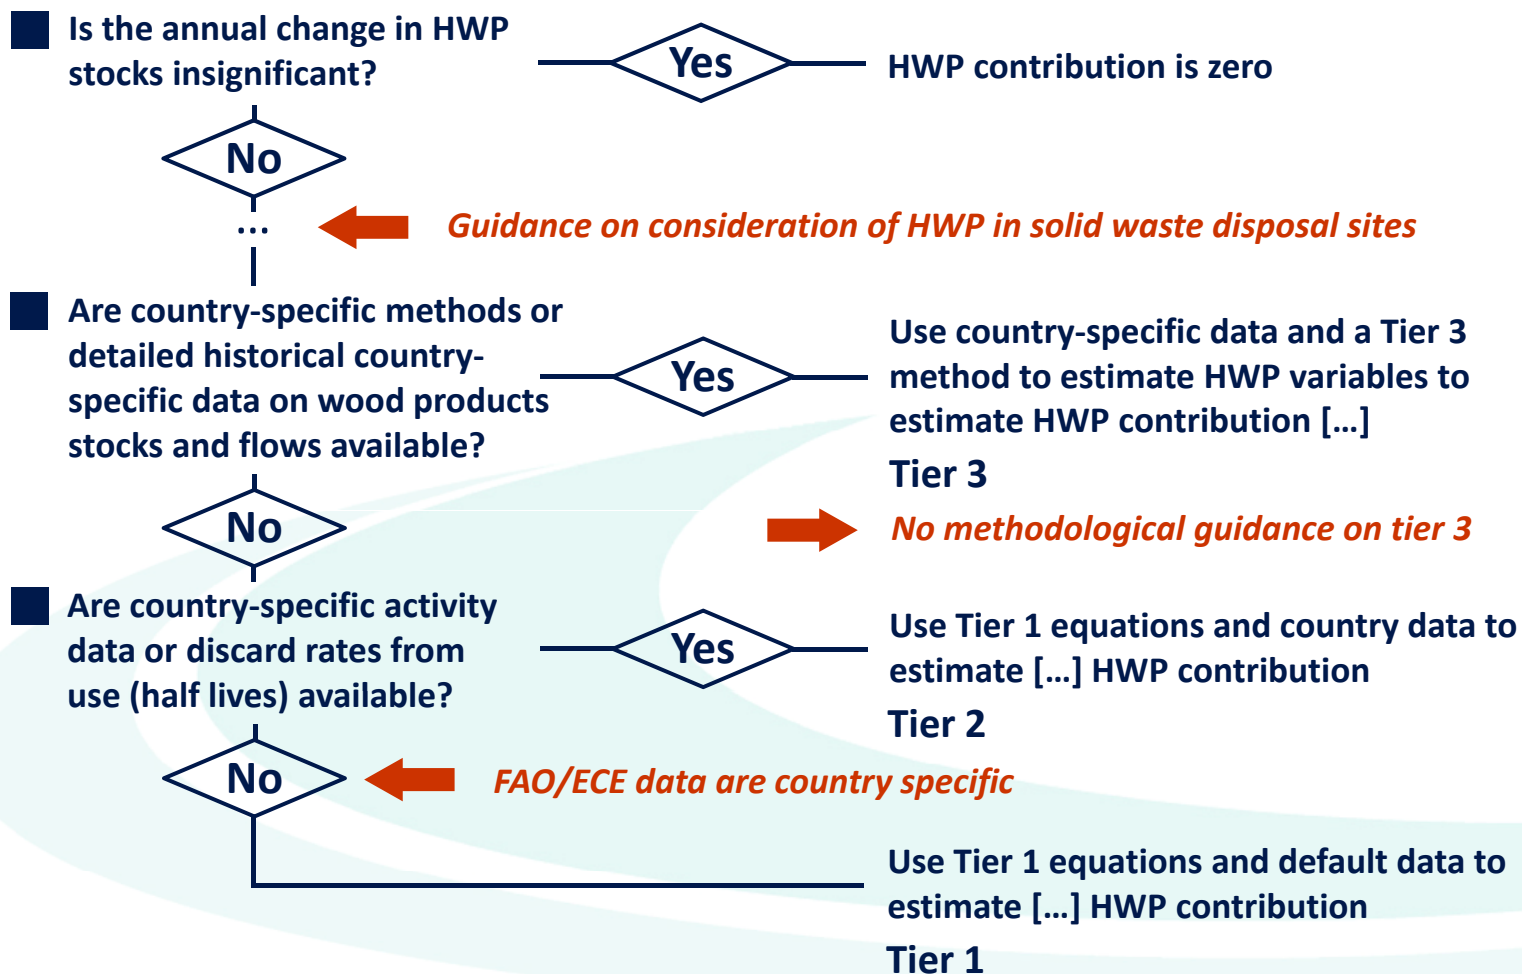 Is the annual change in HWP
stocks insignificant?
Yes
HWP contribution is zero
No
...
Guidance on consideration of HWP in solid waste disposal sites
Are country-specific methods or
detailed historical country-
specific data on wood products
stocks and flows available?
Yes
Use country-specific data and a Tier 3
method to estimate HWP variables to
estimate HWP contribution [...]
Tier 3
No
No methodological guidance on tier 3
Are country-specific activity
data or discard rates from
use (half lives) available?
Yes
Use Tier 1 equations and country data to
estimate [...] HWP contribution
Tier 2
No
FAO/ECE data are country specific
Use Tier 1 equations and default data to
estimate [...] HWP contribution
Tier 1